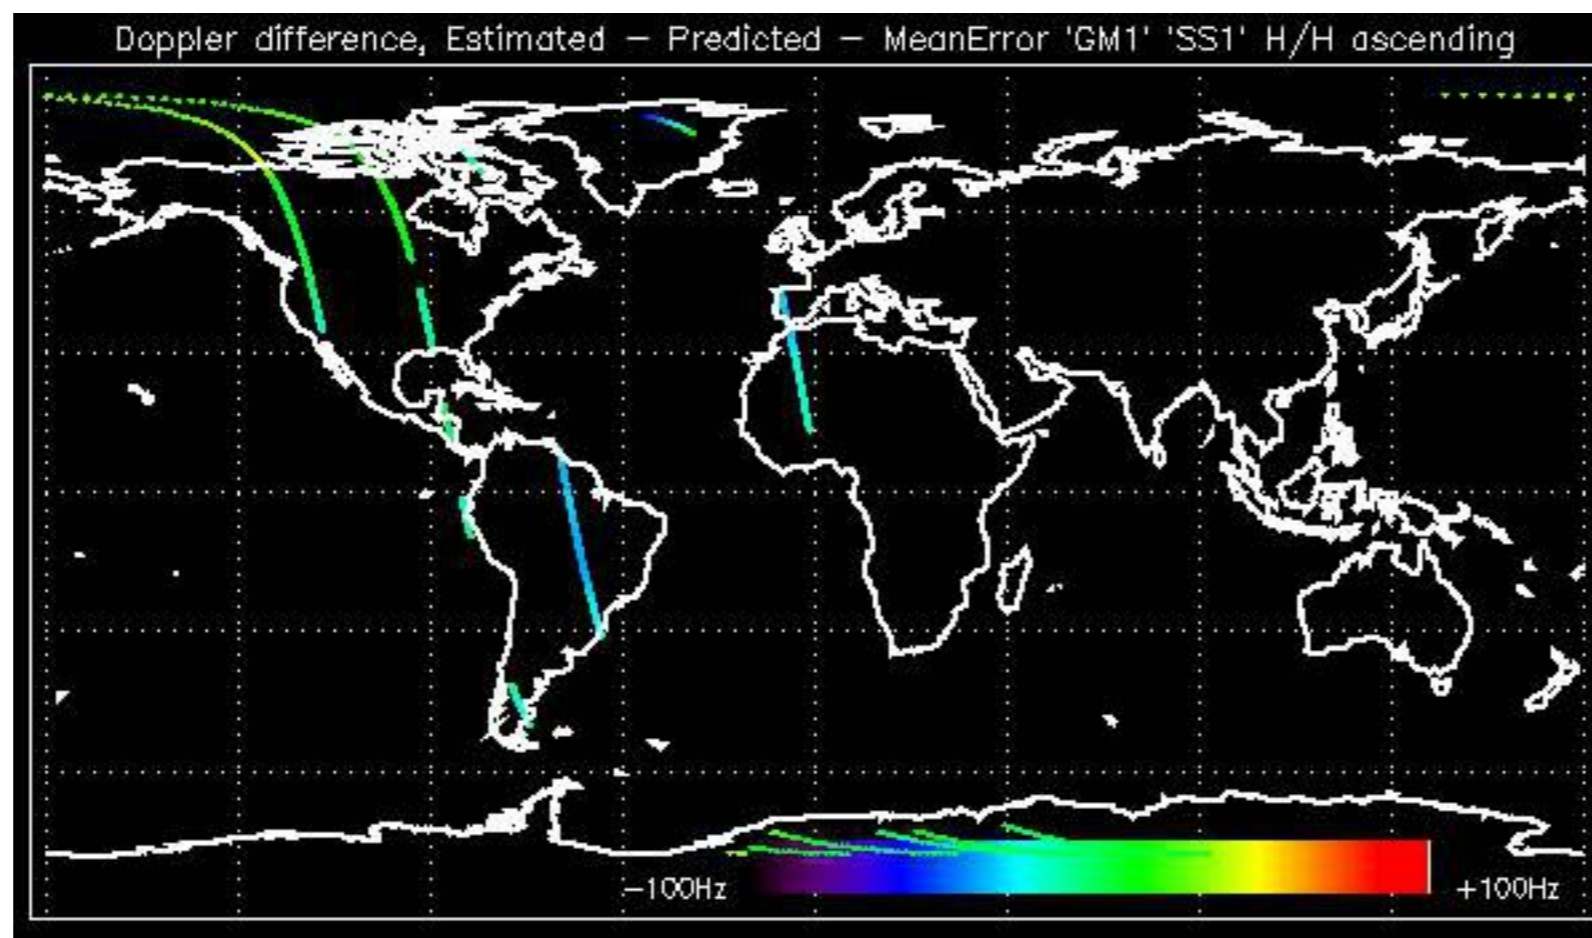 Doppler difference, Estimated − Predicted − MeanError 'GM1' 'SS1' H/H ascending
−100Hz
+100Hz